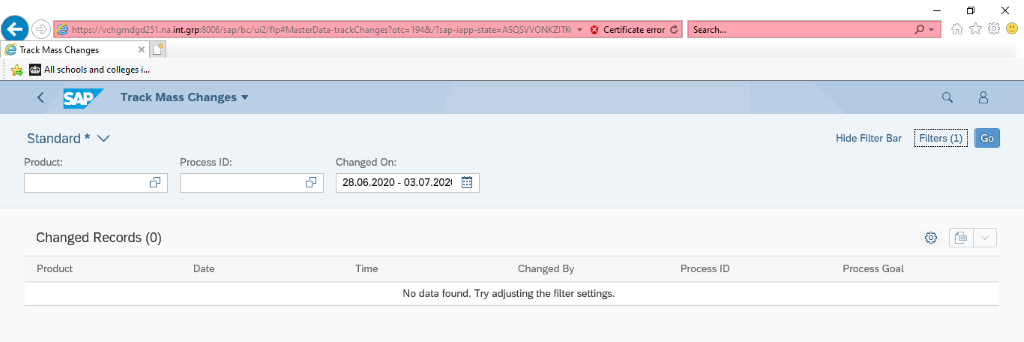 https://vchgmdgd251.na.int.grp:8006/sap/bc/ui2/flp#MasterData-trackChanges?otc=194&/?sap-iapp-state=ASQSVVONKZITKI
Certificate error
Search...
Track Mass Changes
All schools and colleges i...
SAP
Track Mass Changes
Standard *
Hide Filter Bar
Filters (1)
Go
Product:
Process ID:
Changed On:
28.06.2020 - 03.07.202
Changed Records (0)
Product Date Time Changed By Process ID Process Goal
No data found. Try adjusting the filter settings.